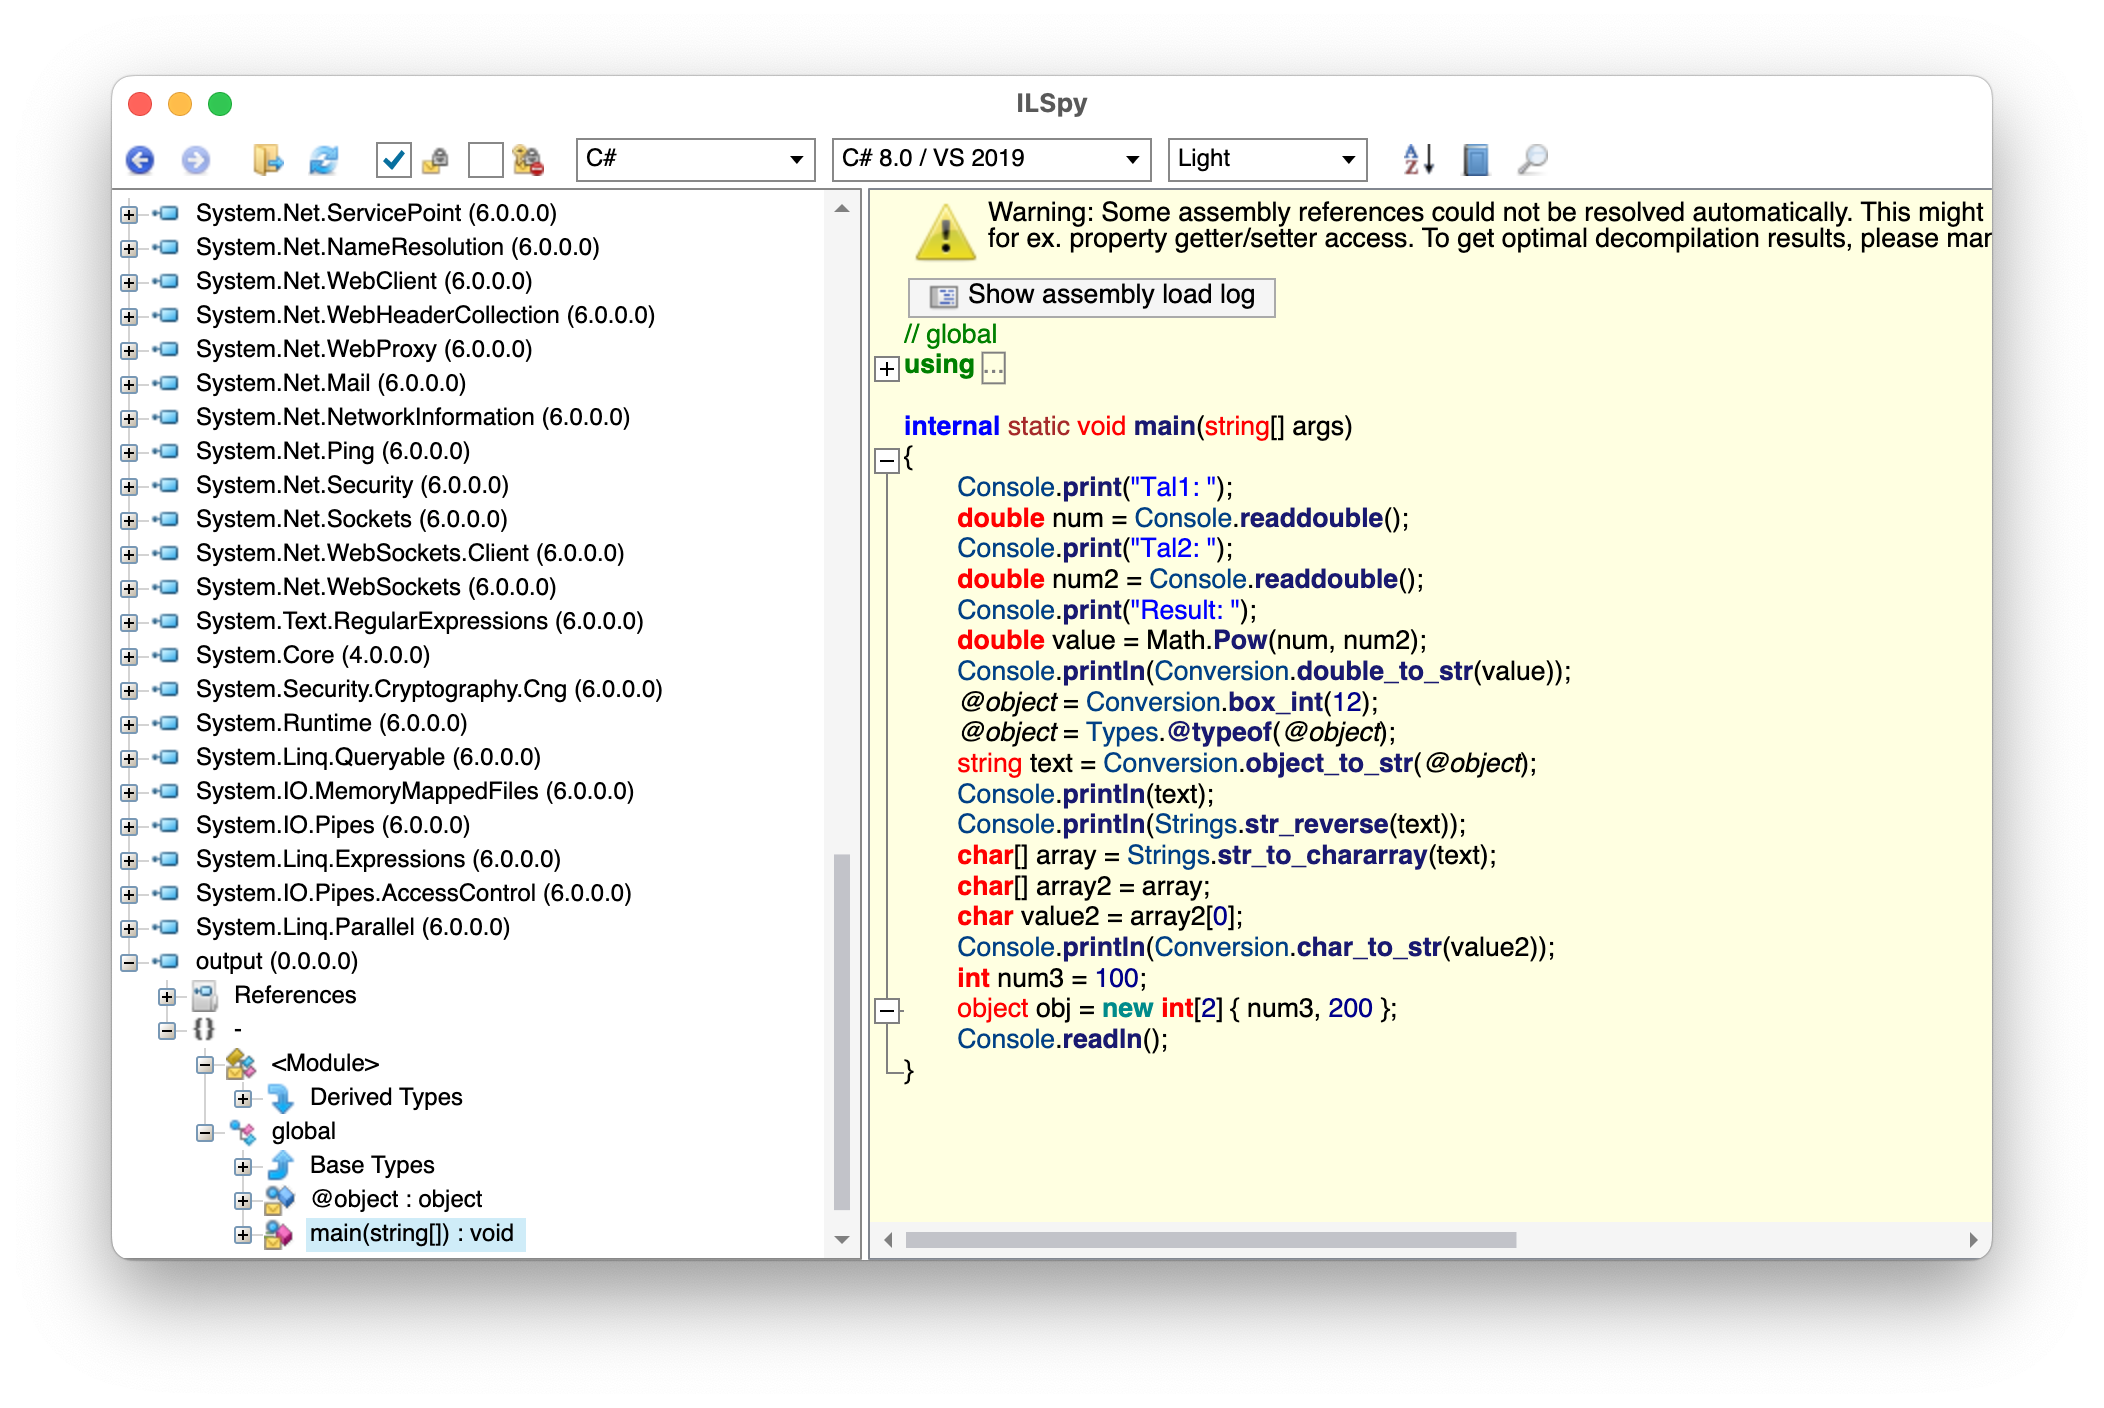 ILSpy
C#
C# 8.0 / VS 2019
Light
System.Net.ServicePoint (6.0.0.0)
System.Net.NameResolution (6.0.0.0)
System.Net.WebClient (6.0.0.0)
System.Net.WebHeaderCollection (6.0.0.0)
System.Net.WebProxy (6.0.0.0)
System.Net.Mail (6.0.0.0)
System.Net.NetworkInformation (6.0.0.0)
System.Net.Ping (6.0.0.0)
System.Net.Security (6.0.0.0)
System.Net.Sockets (6.0.0.0)
System.Net.WebSockets.Client (6.0.0.0)
System.Net.WebSockets (6.0.0.0)
System.Text.RegularExpressions (6.0.0.0)
System.Core (4.0.0.0)
System.Security.Cryptography.Cng (6.0.0.0)
System.Runtime (6.0.0.0)
System.Linq.Queryable (6.0.0.0)
System.IO.MemoryMappedFiles (6.0.0.0)
System.IO.Pipes (6.0.0.0)
System.Linq.Expressions (6.0.0.0)
System.IO.Pipes.AccessControl (6.0.0.0)
System.Linq.Parallel (6.0.0.0)
output (0.0.0.0)
References
{} -
<Module>
Derived Types
global
Base Types
@object : object
main(string[]) : void
Warning: Some assembly references could not be resolved automatically. This might
for ex. property getter/setter access. To get optimal decompilation results, please mar
Show assembly load log
// global
using ...
internal static void main(string[] args)
{
Console.print("Tal1: ");
double num = Console.readdouble();
Console.print("Tal2: ");
double num2 = Console.readdouble();
Console.print("Result: ");
double value = Math.Pow(num, num2);
Console.println(Conversion.double_to_str(value));
@object = Conversion.box_int(12);
@object = Types.@typeof(@object);
string text = Conversion.object_to_str(@object);
Console.println(text);
Console.println(Strings.str_reverse(text));
char[] array = Strings.str_to_chararray(text);
char[] array2 = array;
char value2 = array2[0];
Console.println(Conversion.char_to_str(value2));
int num3 = 100;
object obj = new int[2] { num3, 200 };
Console.readln();
}